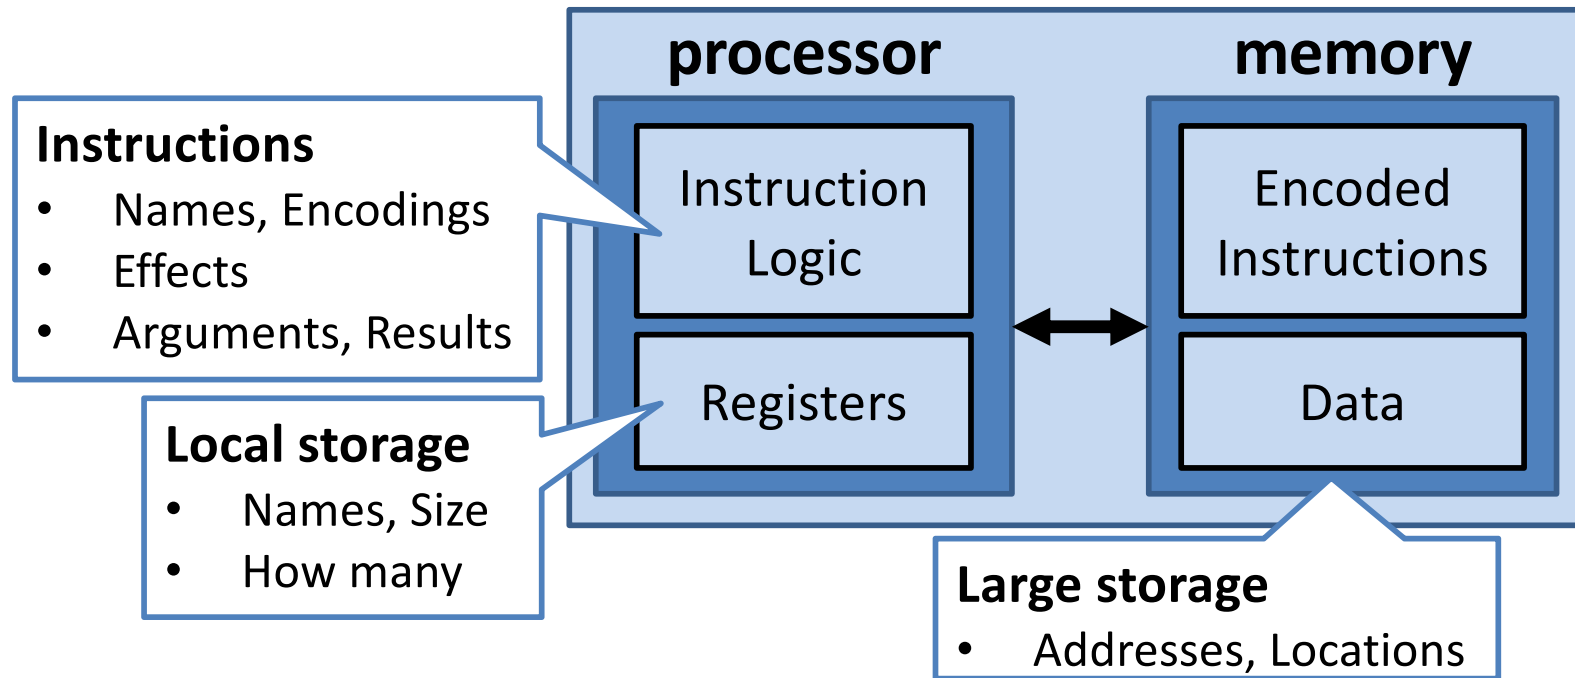 processor
memory
Instructions
• Names, Encodings
• Effects
• Arguments, Results
Instruction
Logic
Encoded
Instructions
Registers
Data
Local storage
• Names, Size
• How many
Large storage
• Addresses, Locations